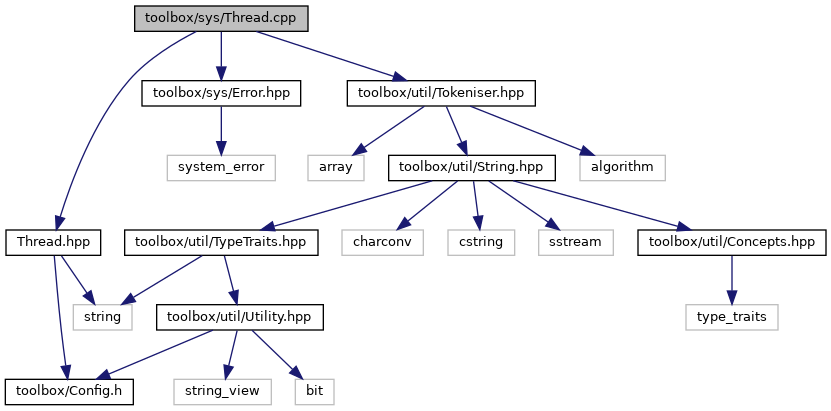 toolbox/sys/Thread.cpp
toolbox/sys/Error.hpp
toolbox/util/Tokeniser.hpp
system_error
array
toolbox/util/String.hpp
algorithm
Thread.hpp
toolbox/util/TypeTraits.hpp
charconv
cstring
sstream
toolbox/util/Concepts.hpp
string
toolbox/util/Utility.hpp
type_traits
toolbox/Config.h
string_view
bit